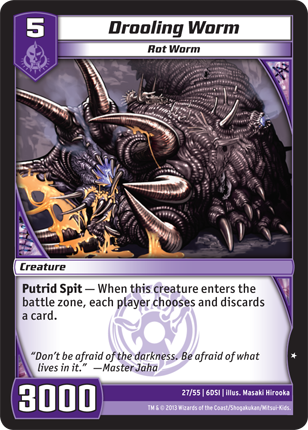 5
Drooling Worm
Rot Worm
Creature
Putrid Spit — When this creature enters the
battle zone, each player chooses and discards
a card.
"Don't be afraid of the darkness. Be afraid of what
lives in it." —Master Jaha
3000
27/55 | 6DSI | illus. Masaki Hirooka
TM & © 2013 Wizards of the Coast/Shogakukan/Mitsui-Kids.